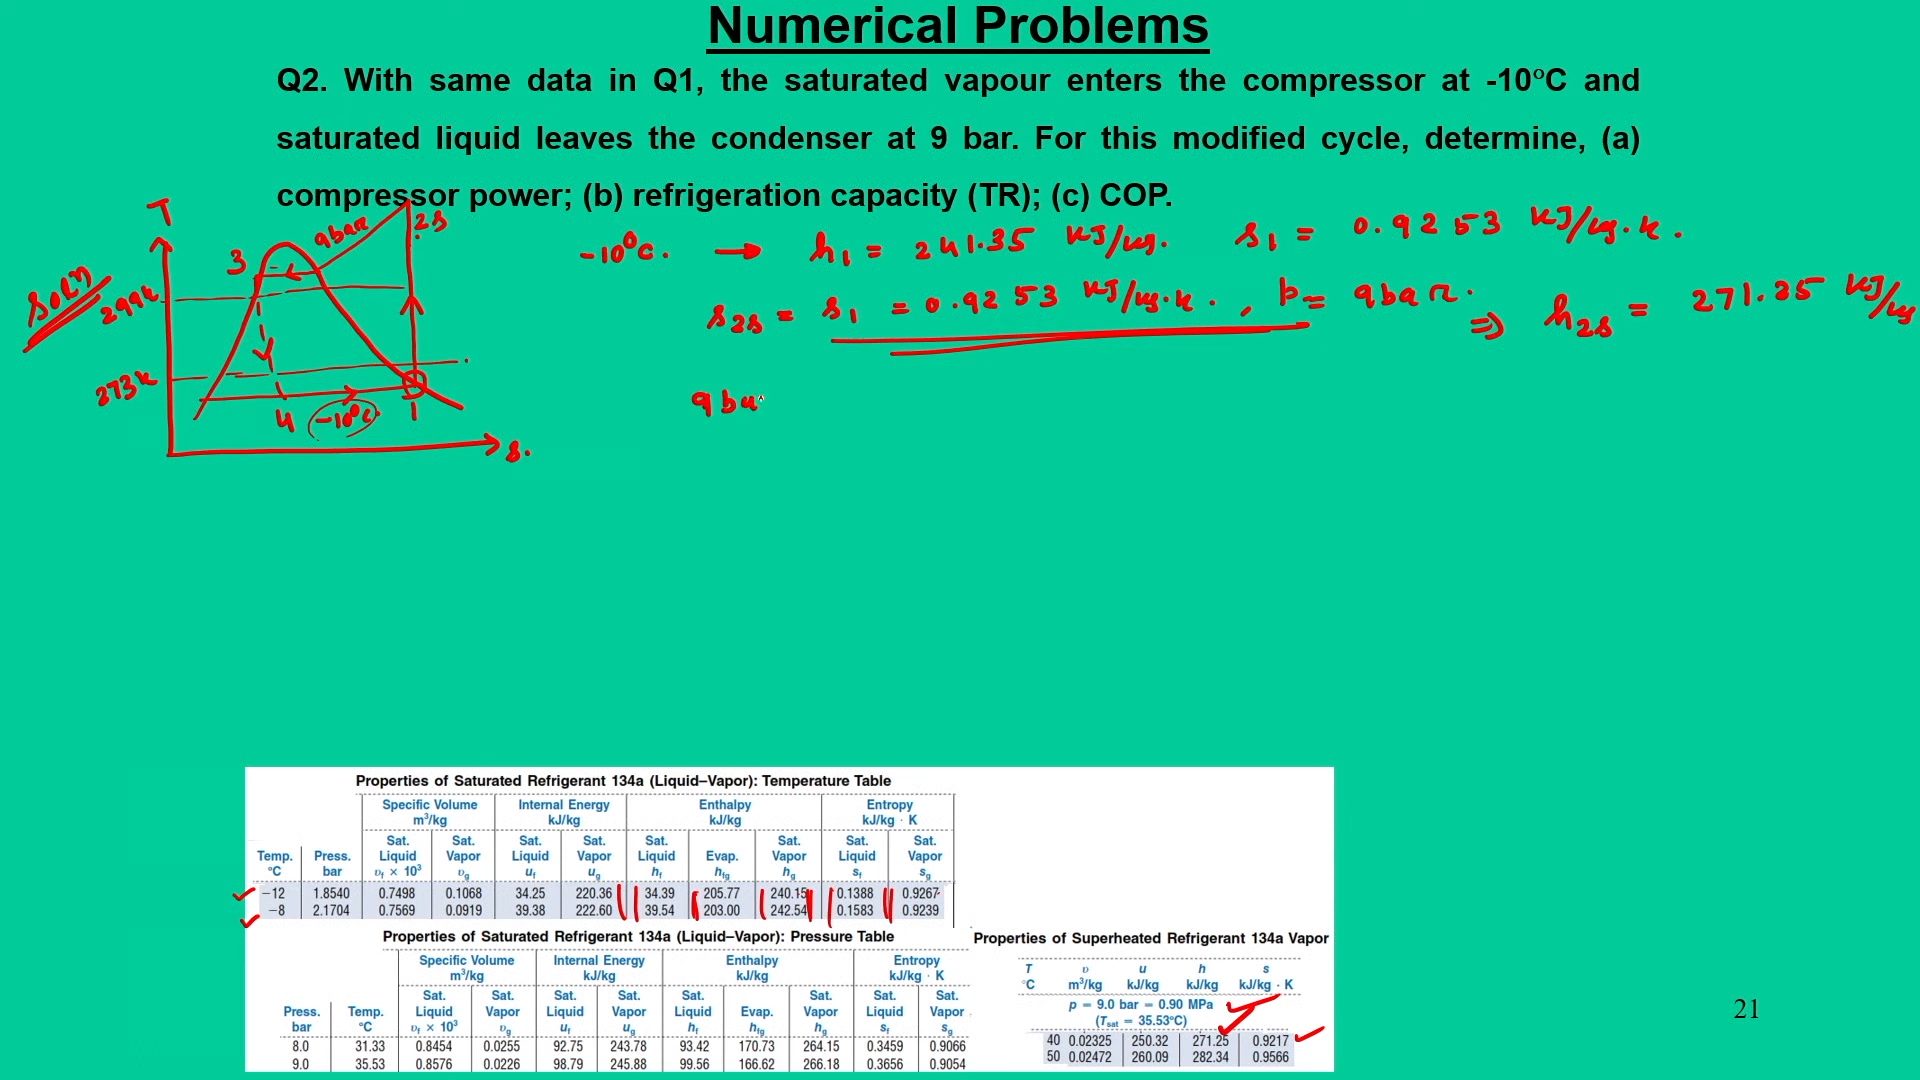 Numerical Problems
Q2. With same data in Q1, the saturated vapour enters the compressor at -10°C and
saturated liquid leaves the condenser at 9 bar. For this modified cycle, determine, (a)
compressor power; (b) refrigeration capacity (TR); (c) COP.
Soln
T
299K
273K
3
9bar
2s
4
-10°C
1
s.
-10°C. → h1 = 241.35 KJ/kg. s1 = 0.9253 KJ/kg.K.
s2s = s1 = 0.9253 KJ/kg.K. , p = 9bar. ⇒ h2s = 271.25 KJ/kg
9ba
Properties of Saturated Refrigerant 134a (Liquid–Vapor): Temperature Table
Specific Volume Internal Energy Enthalpy Entropy
m³/kg kJ/kg kJ/kg kJ/kg · K
Sat. Sat. Sat. Sat. Sat. Sat. Sat. Sat.
Temp. Press. Liquid Vapor Liquid Vapor Liquid Evap. Vapor Liquid Vapor
°C bar vf × 10³ vg uf ug hf hfg hg sf sg
−12 1.8540 0.7498 0.1068 34.25 220.36 34.39 205.77 240.15 0.1388 0.9267
−8 2.1704 0.7569 0.0919 39.38 222.60 39.54 203.00 242.54 0.1583 0.9239
Properties of Saturated Refrigerant 134a (Liquid–Vapor): Pressure Table
Specific Volume Internal Energy Enthalpy Entropy
m³/kg kJ/kg kJ/kg kJ/kg · K
Sat. Sat. Sat. Sat. Sat. Sat. Sat. Sat.
Press. Temp. Liquid Vapor Liquid Vapor Liquid Evap. Vapor Liquid Vapor
bar °C vf × 10³ vg uf ug hf hfg hg sf sg
8.0 31.33 0.8454 0.0255 92.75 243.78 93.42 170.73 264.15 0.3459 0.9066
9.0 35.53 0.8576 0.0226 98.79 245.88 99.56 166.62 266.18 0.3656 0.9054
Properties of Superheated Refrigerant 134a Vapor
T v u h s
°C m³/kg kJ/kg kJ/kg kJ/kg · K
p = 9.0 bar = 0.90 MPa
(Tsat = 35.53°C)
40 0.02325 250.32 271.25 0.9217
50 0.02472 260.09 282.34 0.9566
21